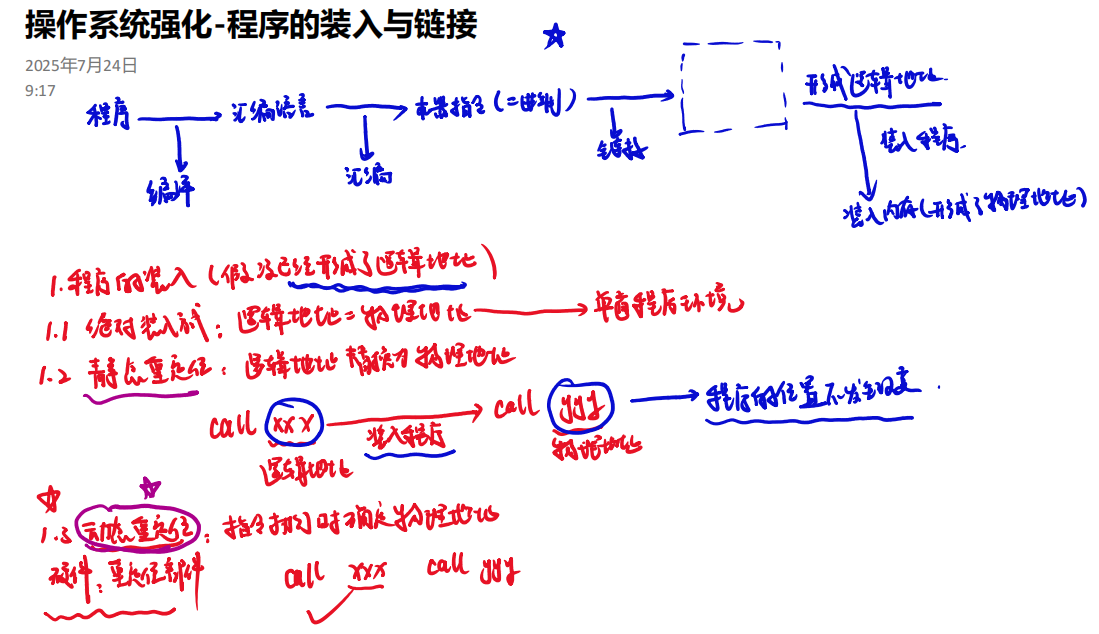 操作系统强化-程序的装入与链接
2025年7月24日
9:17
程序 汇编语言 机器指令(二进制) 形成逻辑地址
编译 汇编 链接 装入程序
装入内存(形成了物理地址)
1.程序的装入(假设已经形成了逻辑地址)
1.1 绝对装入方式:逻辑地址=物理地址 单道程序环境
1.2 静态重定位:逻辑地址 替换为 物理地址
call xxx call yyy 程序的位置不发生改变.
装入程序
逻辑地址 物理地址
1.3 动态重定位:指令执行时确定物理地址
硬件:重定位部件 call xxx call yyy